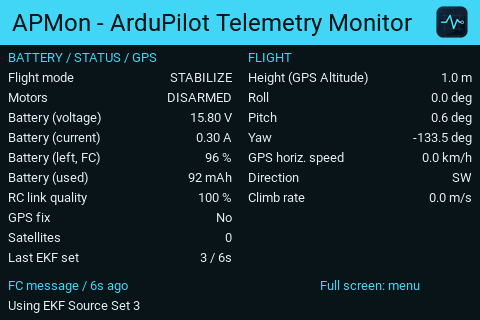 APMon - ArduPilot Telemetry Monitor
BATTERY / STATUS / GPS
Flight mode STABILIZE
Motors DISARMED
Battery (voltage) 15.80 V
Battery (current) 0.30 A
Battery (left, FC) 96 %
Battery (used) 92 mAh
RC link quality 100 %
GPS fix No
Satellites 0
Last EKF set 3 / 6s
FLIGHT
Height (GPS Altitude) 1.0 m
Roll 0.0 deg
Pitch 0.6 deg
Yaw -133.5 deg
GPS horiz. speed 0.0 km/h
Direction SW
Climb rate 0.0 m/s
FC message / 6s ago
Using EKF Source Set 3
Full screen: menu